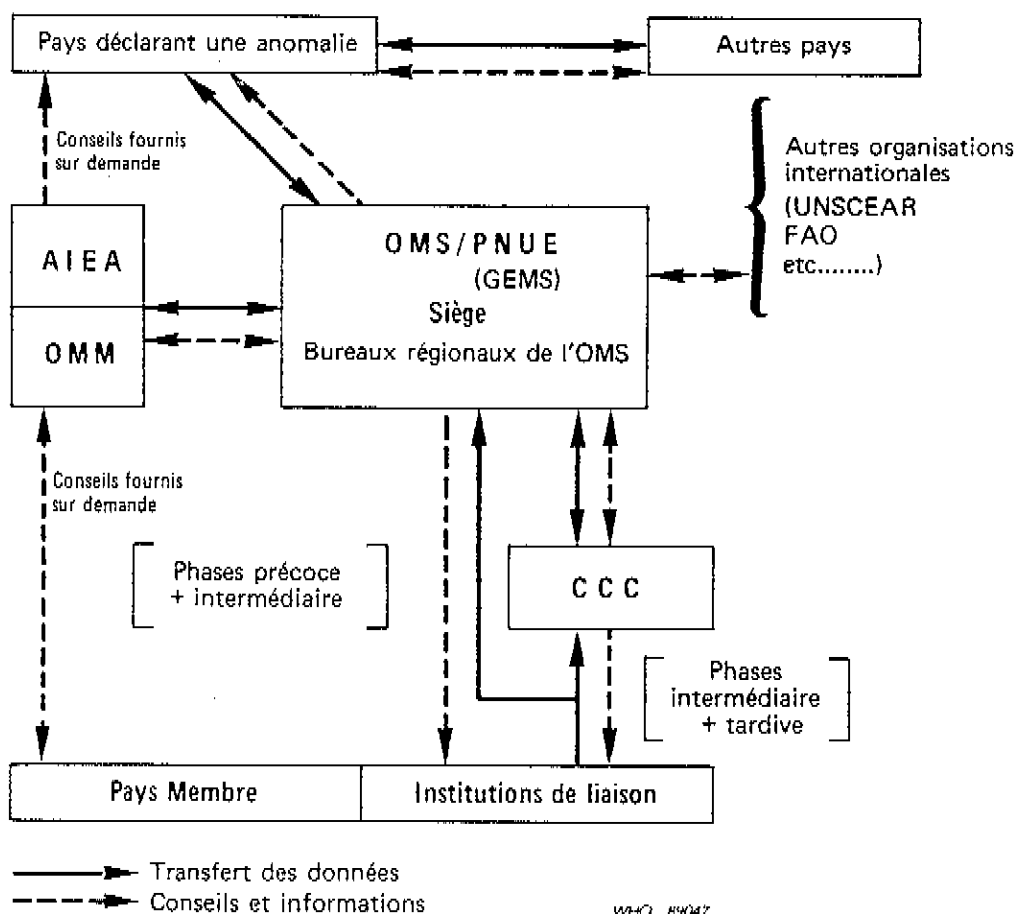 Pays déclarant une anomalie
Autres pays
Conseils fournis
sur demande
Autres organisations
internationales
(UNSCEAR
FAO
etc........)
AIEA
OMM
OMS/PNUE
(GEMS)
Siège
Bureaux régionaux de l'OMS
Conseils fournis
sur demande
Phases précoce
+ intermédiaire
CCC
Phases
intermédiaire
+ tardive
Pays Membre
Institutions de liaison
Transfert des données
Conseils et informations
WHO 89047